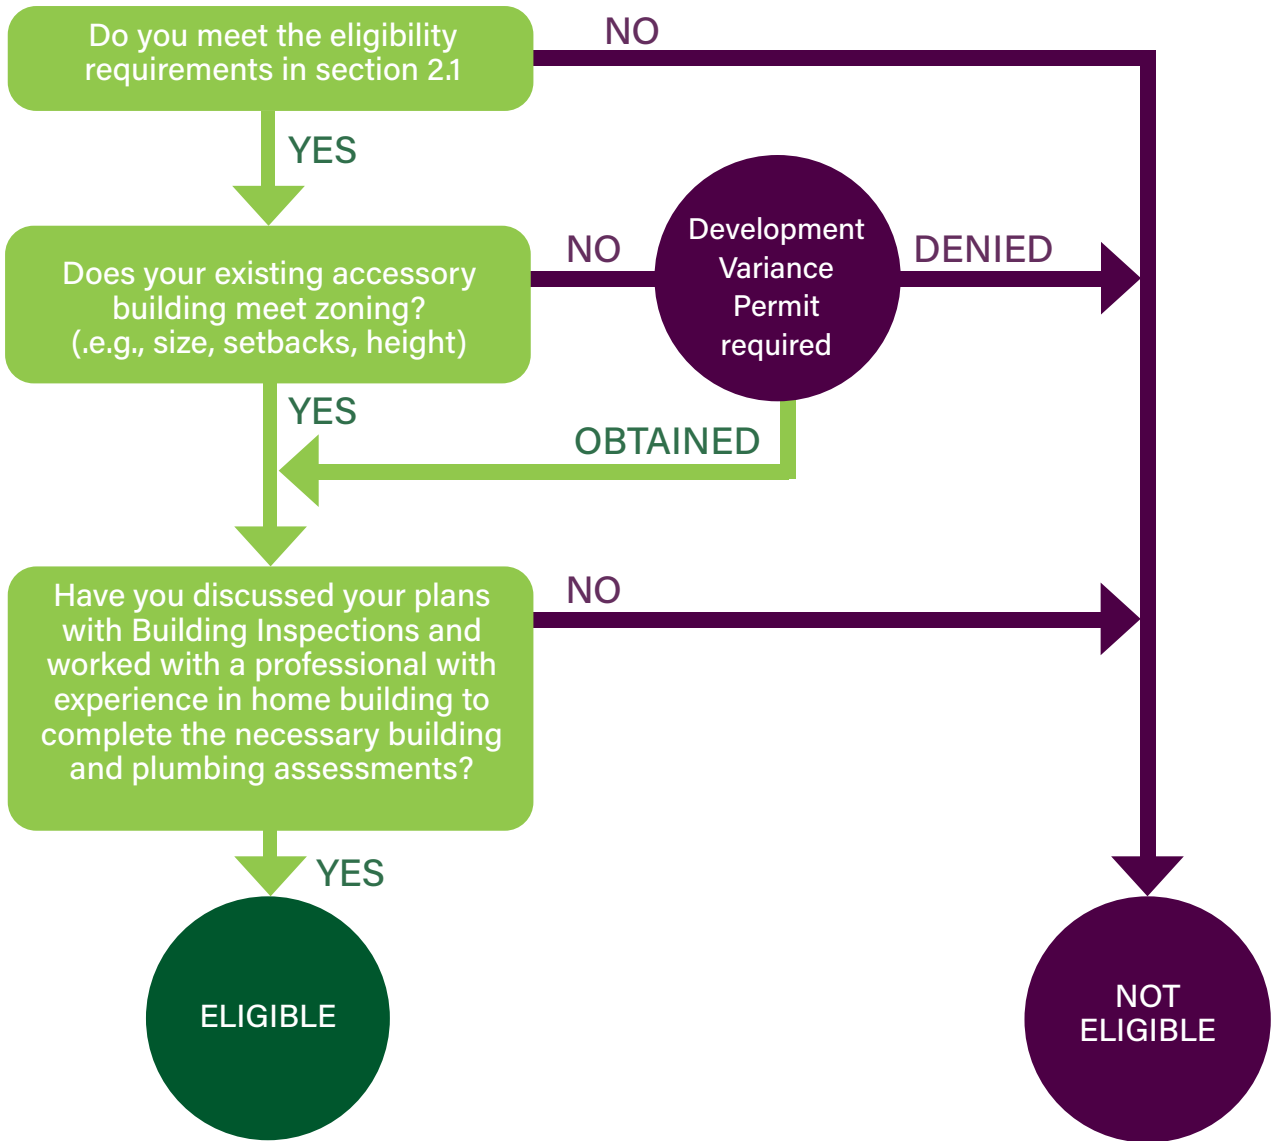 Do you meet the eligibility
requirements in section 2.1
NO
YES
Does your existing accessory
building meet zoning?
(.e.g., size, setbacks, height)
NO
Development
Variance
Permit
required
DENIED
YES
OBTAINED
Have you discussed your plans
with Building Inspections and
worked with a professional with
experience in home building to
complete the necessary building
and plumbing assessments?
NO
YES
ELIGIBLE
NOT
ELIGIBLE